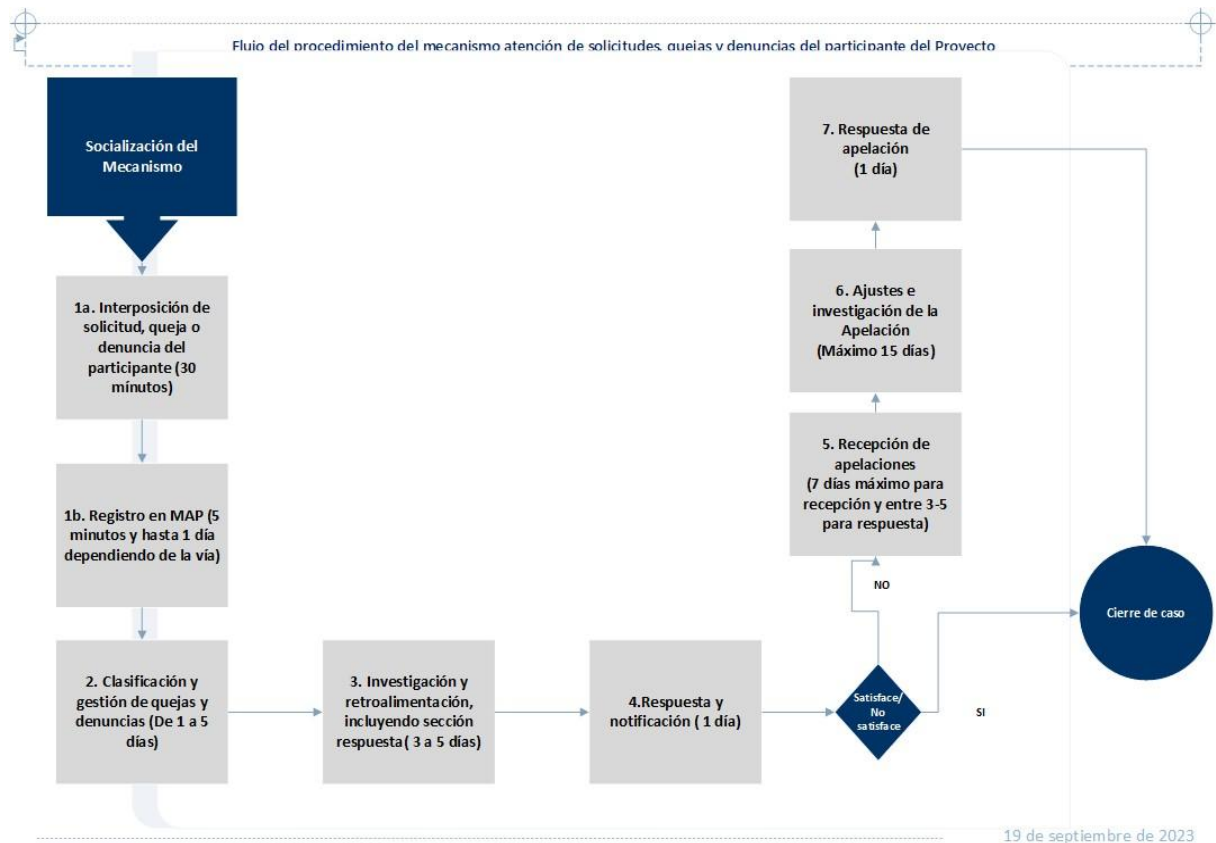 Flujo del procedimiento del mecanismo atención de solicitudes, quejas y denuncias del participante del Proyecto
Socialización del
Mecanismo
1a. Interposición de
solicitud, queja o
denuncia del
participante (30
mínutos)
1b. Registro en MAP (5
minutos y hasta 1 día
dependiendo de la vía)
2. Clasificación y
gestión de quejas y
denuncias (De 1 a 5
días)
3. Investigación y
retroalimentación,
incluyendo sección
respuesta( 3 a 5 días)
4.Respuesta y
notificación ( 1 día)
Satisface/
No
satisface
NO
SI
5. Recepción de
apelaciones
(7 días máximo para
recepción y entre 3-5
para respuesta)
6. Ajustes e
investigación de la
Apelación
(Máximo 15 días)
7. Respuesta de
apelación
(1 día)
Cierre de caso
19 de septiembre de 2023